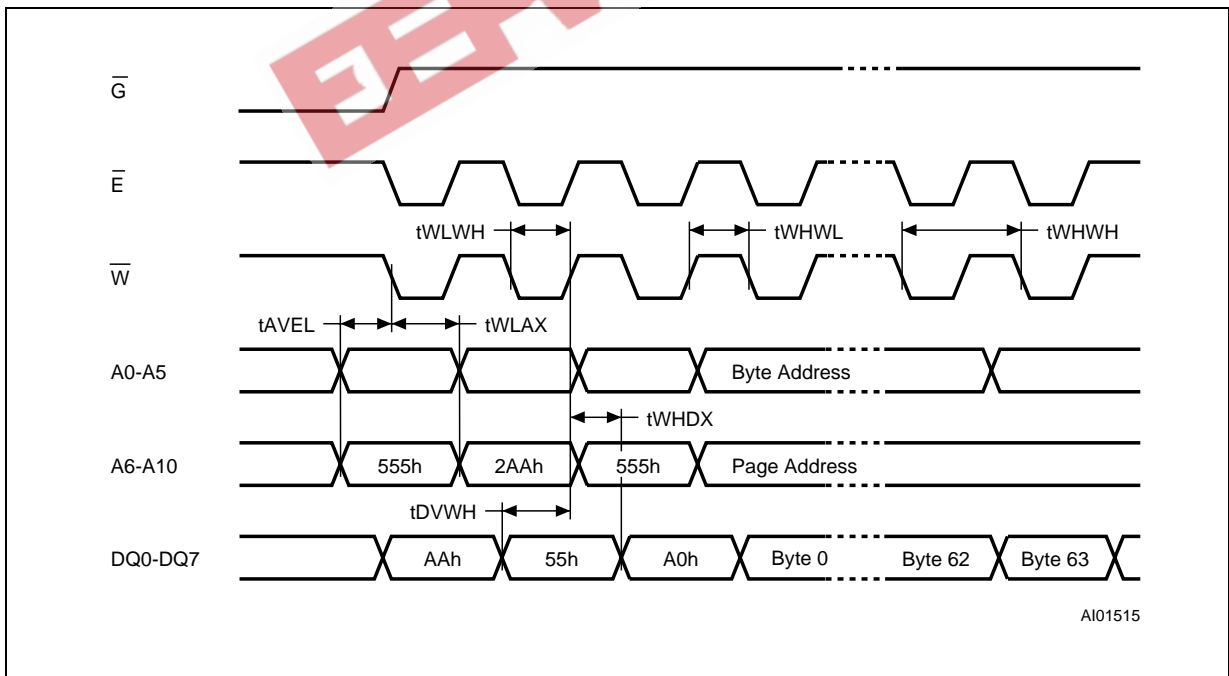 G
E
tWLWH
tWHWL
tWHWH
W
tAVEL
tWLAX
A0-A5
Byte Address
tWHDX
A6-A10
555h
2AAh
555h
Page Address
tDVWH
DQ0-DQ7
AAh
55h
A0h
Byte 0
Byte 62
Byte 63
AI01515